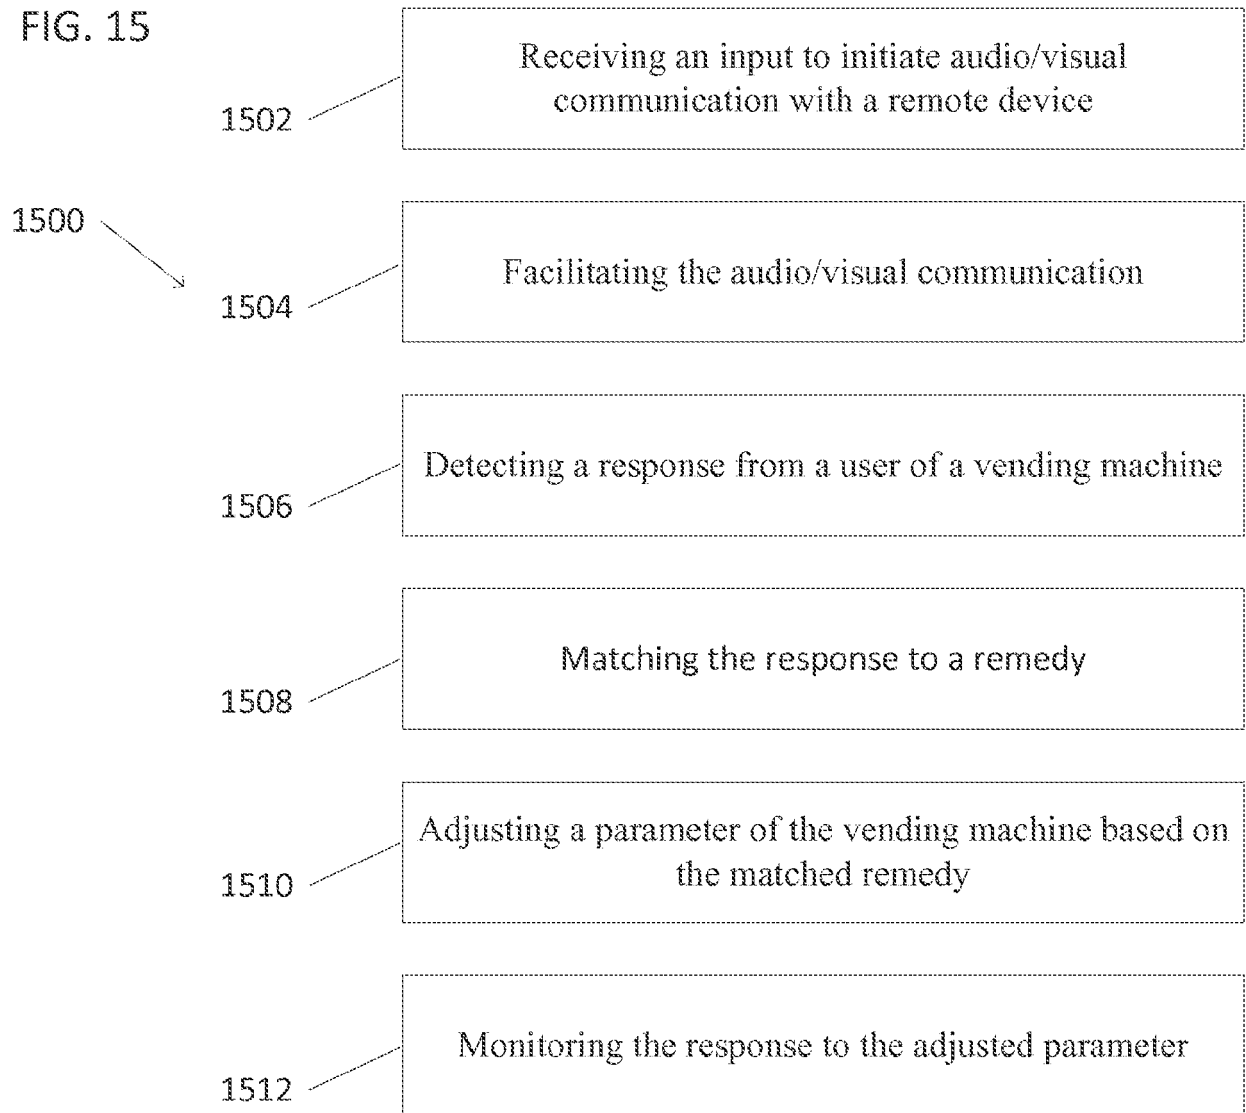 FIG. 15
Receiving an input to initiate audio/visual
communication with a remote device
1502
1500
Facilitating the audio/visual communication
1504
Detecting a response from a user of a vending machine
1506
Matching the response to a remedy
1508
Adjusting a parameter of the vending machine based on
the matched remedy
1510
Monitoring the response to the adjusted parameter
1512